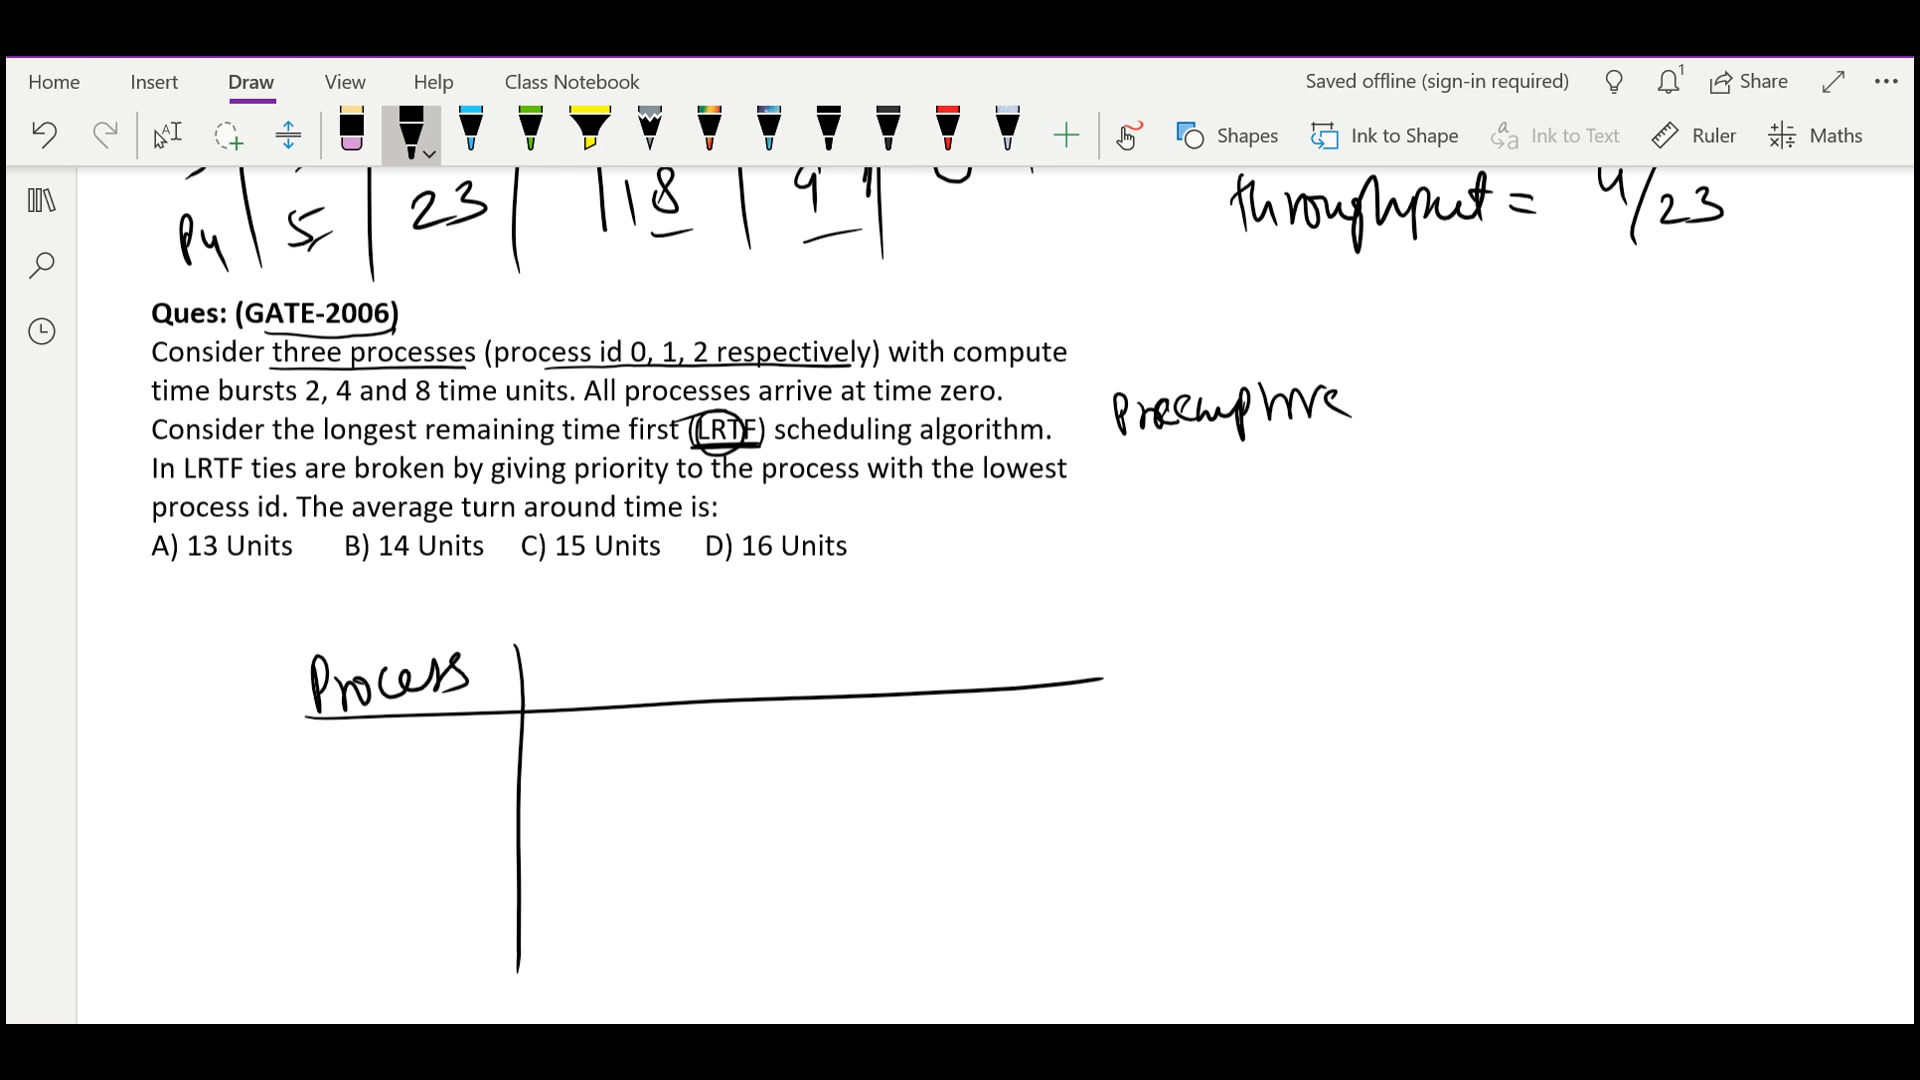 Home Insert Draw View Help Class Notebook Saved offline (sign-in required) 1 Share
Shapes Ink to Shape Ink to Text Ruler Maths
P4 5 23 18 9 throughput = 4/23
Ques: (GATE-2006)
Consider three processes (process id 0, 1, 2 respectively) with compute
time bursts 2, 4 and 8 time units. All processes arrive at time zero.
Consider the longest remaining time first (LRTF) scheduling algorithm.
Preemptive
In LRTF ties are broken by giving priority to the process with the lowest
process id. The average turn around time is:
A) 13 Units B) 14 Units C) 15 Units D) 16 Units
Process